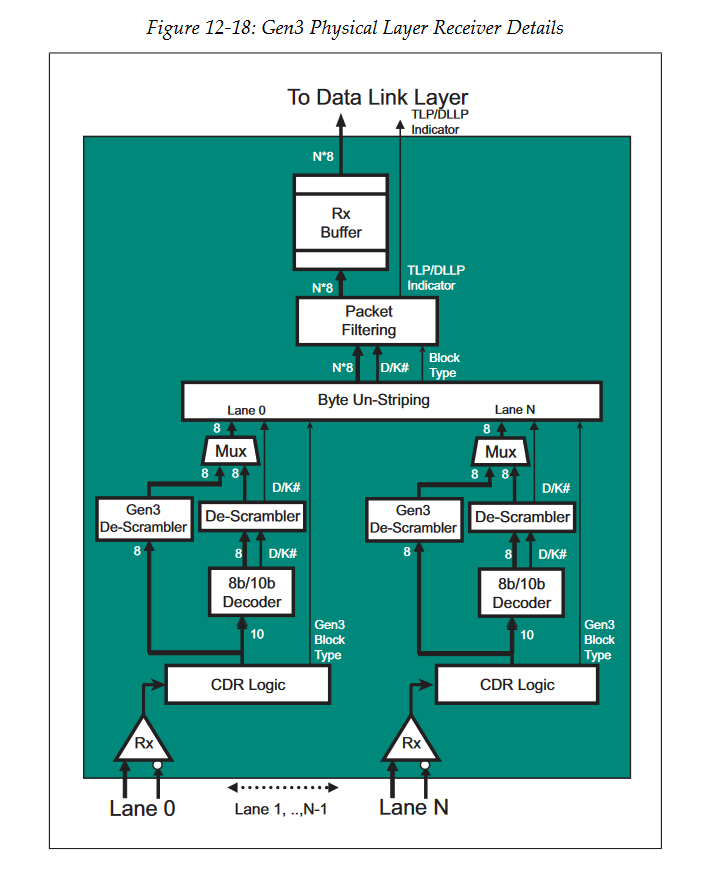 Figure 12-18: Gen3 Physical Layer Receiver Details
To Data Link Layer
TLP/DLLP
Indicator
N*8
Rx
Buffer
TLP/DLLP
Indicator
N*8
Packet
Filtering
N*8
D/K#
Block
Type
Byte Un-Striping
Lane 0
Lane N
8
8
Mux
Mux
8
8
8
8
D/K#
D/K#
Gen3
De-Scrambler
De-Scrambler
Gen3
De-Scrambler
De-Scrambler
8
8
D/K#
8
8
D/K#
8b/10b
Decoder
8b/10b
Decoder
10
Gen3
Block
Type
10
Gen3
Block
Type
CDR Logic
CDR Logic
Rx
Rx
Lane 0
Lane 1, ..,N-1
Lane N